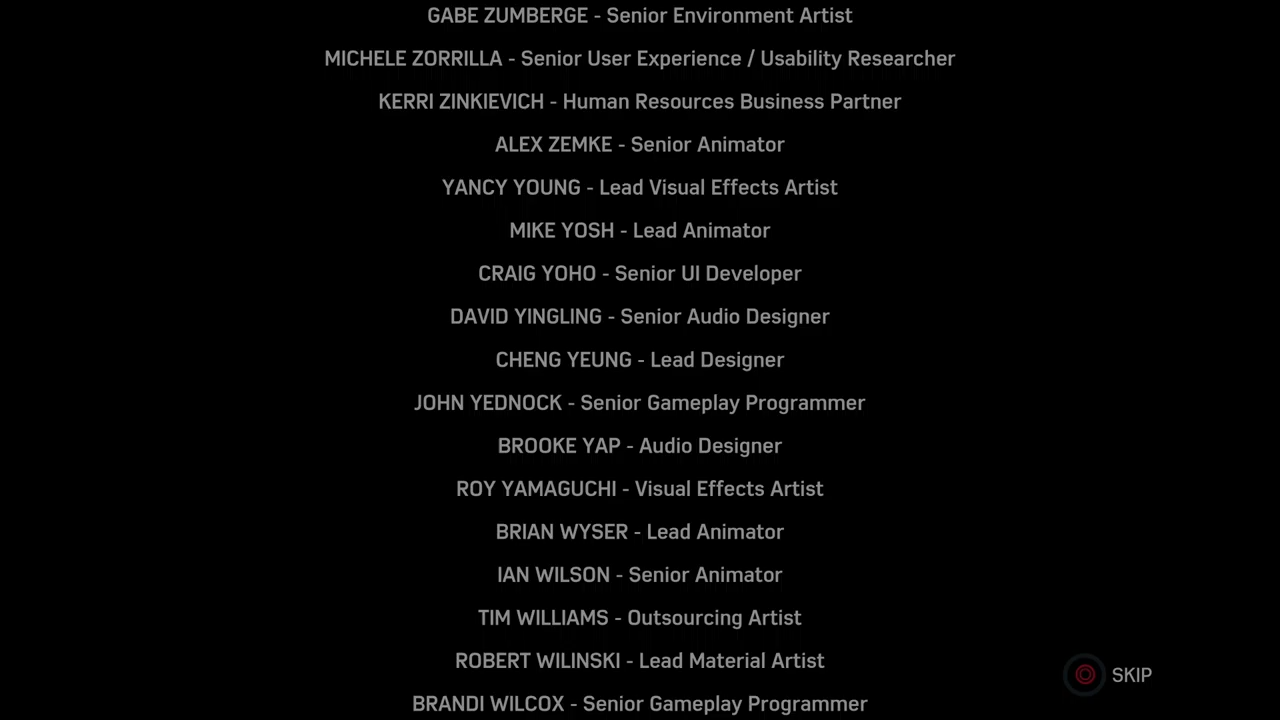 GABE ZUMBERGE - Senior Environment Artist
MICHELE ZORRILLA - Senior User Experience / Usability Researcher
KERRI ZINKIEVICH - Human Resources Business Partner
ALEX ZEMKE - Senior Animator
YANCY YOUNG - Lead Visual Effects Artist
MIKE YOSH - Lead Animator
CRAIG YOHO - Senior UI Developer
DAVID YINGLING - Senior Audio Designer
CHENG YEUNG - Lead Designer
JOHN YEDNOCK - Senior Gameplay Programmer
BROOKE YAP - Audio Designer
ROY YAMAGUCHI - Visual Effects Artist
BRIAN WYSER - Lead Animator
IAN WILSON - Senior Animator
TIM WILLIAMS - Outsourcing Artist
ROBERT WILINSKI - Lead Material Artist
SKIP
BRANDI WILCOX - Senior Gameplay Programmer